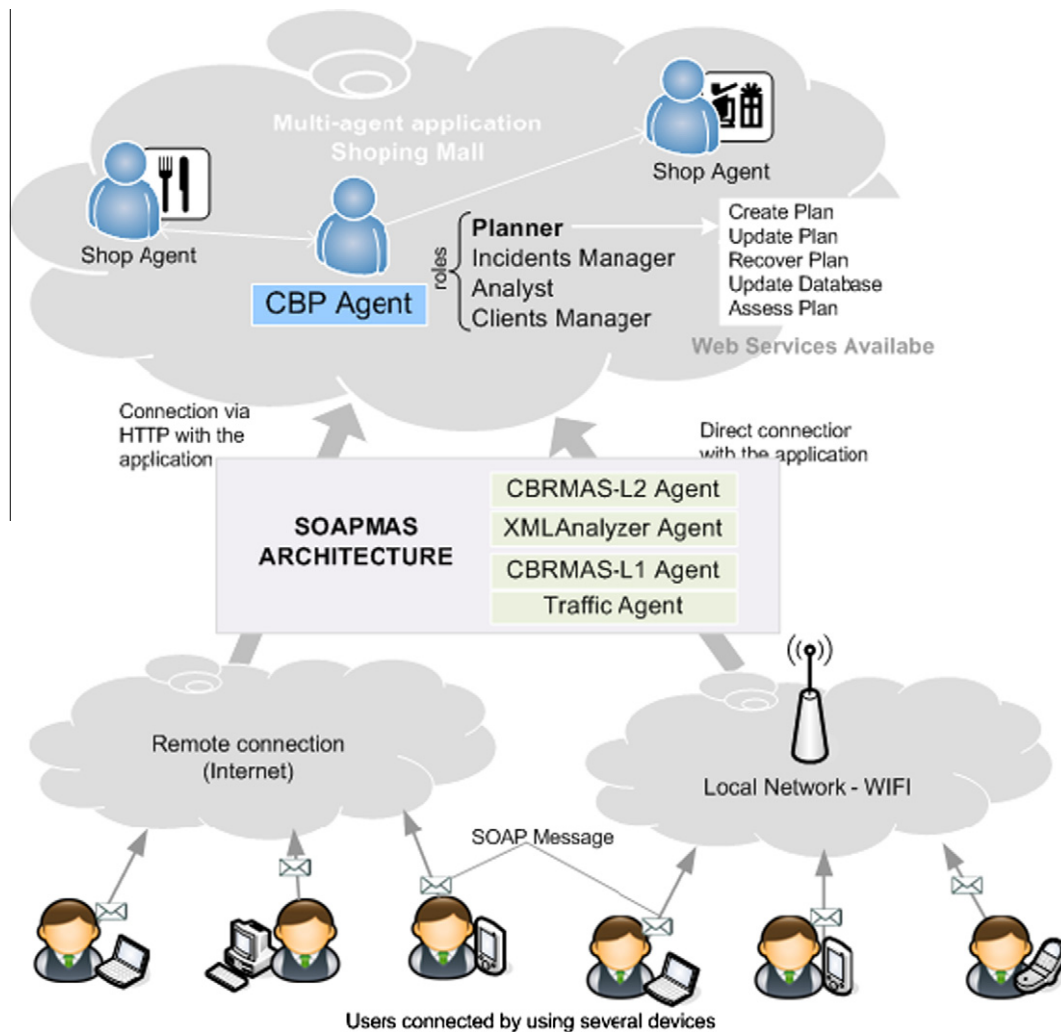 Multi-agent application
Shoping Mall
Shop Agent
Shop Agent
CBP Agent
roles
Planner
Incidents Manager
Analyst
Clients Manager
Create Plan
Update Plan
Recover Plan
Update Database
Assess Plan
Web Services Availabe
Connection via
HTTP with the
application
Direct connection
with the application
SOAPMAS
ARCHITECTURE
CBRMAS-L2 Agent
XMLAnalyzer Agent
CBRMAS-L1 Agent
Traffic Agent
Remote connection
(Internet)
Local Network - WIFI
SOAP Message
Users connected by using several devices